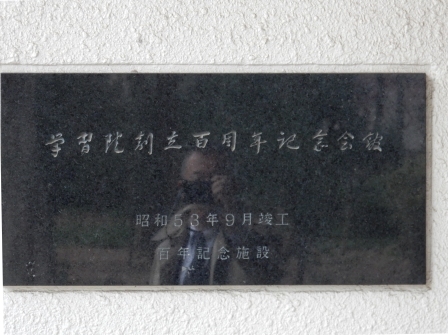 学習院創立百周年記念会館
昭和53年9月竣工
百年記念施設